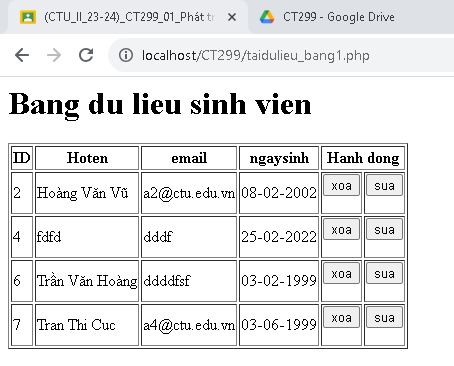 (CTU_II_23-24)_CT299_01_Phát tr
CT299 - Google Drive
localhost/CT299/taidulieu_bang1.php
Bang du lieu sinh vien
ID Hoten email ngaysinh Hanh dong
2 Hoàng Văn Vũ a2@ctu.edu.vn 08-02-2002 xoa sua
4 fdfd dddf 25-02-2022 xoa sua
6 Trần Văn Hoàng ddddfsf 03-02-1999 xoa sua
7 Tran Thi Cuc a4@ctu.edu.vn 03-06-1999 xoa sua